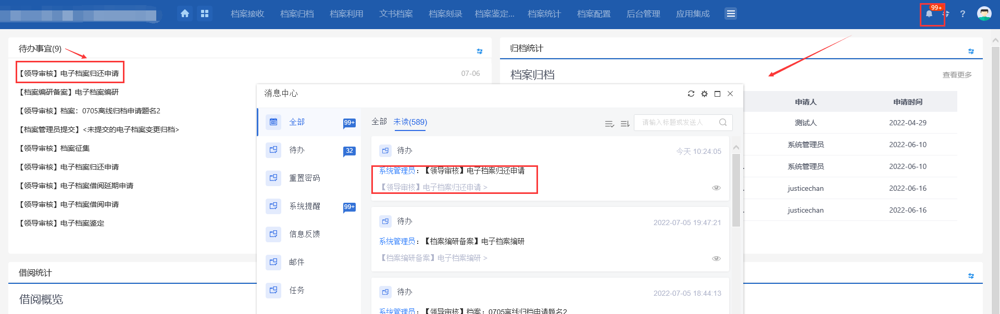 档案接收 档案归档 档案利用 文书档案 档案刻录 档案鉴定... 档案统计 档案配置 后台管理 应用集成 99+ ?
待办事宜(9)
【领导审核】电子档案归还申请 07-06
【档案编研备案】电子档案编研
【领导审核】档案：0705离线归档申请题名2
【档案管理员提交】<未提交的电子档案变更归档>
【领导审核】档案征集
【领导审核】电子档案归还申请
【领导审核】电子档案借阅延期申请
【领导审核】电子档案借阅申请
【领导审核】电子档案鉴定
归档统计
档案归档 查看更多
申请人 申请时间
测试人 2022-04-29
系统管理员 2022-06-10
系统管理员 2022-06-10
justicechan 2022-06-16
justicechan 2022-06-16
借阅统计
借阅概览
消息中心
全部 99+
待办 32
重置密码
系统提醒 99+
信息反馈
邮件
任务
全部 未读(589) 请输入标题或发送人
待办 今天 10:24:05
系统管理员：【领导审核】电子档案归还申请
【领导审核】电子档案归还申请 >
待办 2022-07-05 19:47:21
系统管理员：【档案编研备案】电子档案编研
【档案编研备案】电子档案编研 >
待办 2022-07-05 18:44:13
系统管理员：【领导审核】档案：0705离线归档申请题名2